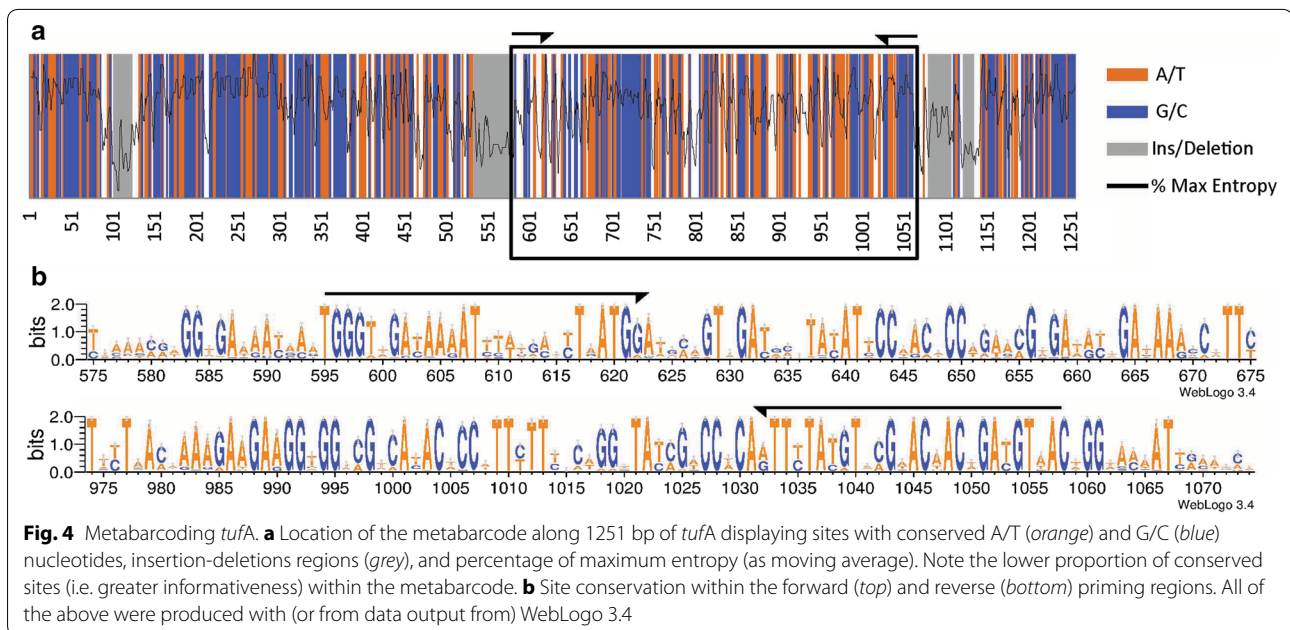 a
A/T
G/C
Ins/Deletion
% Max Entropy
1 51 101 151 201 251 301 351 401 451 501 551 601 651 701 751 801 851 901 951 1001 1051 1101 1151 1201 1251
b
2.0
1.0
0.0
bits
575 580 585 590 595 600 605 610 615 620 625 630 635 640 645 650 655 660 665 670 675
WebLogo 3.4
2.0
1.0
0.0
bits
975 980 985 990 995 1000 1005 1010 1015 1020 1025 1030 1035 1040 1045 1050 1055 1060 1065 1070
WebLogo 3.4
Fig. 4 Metabarcoding tufA. a Location of the metabarcode along 1251 bp of tufA displaying sites with conserved A/T (orange) and G/C (blue)
nucleotides, insertion-deletions regions (grey), and percentage of maximum entropy (as moving average). Note the lower proportion of conserved
sites (i.e. greater informativeness) within the metabarcode. b Site conservation within the forward (top) and reverse (bottom) priming regions. All of
the above were produced with (or from data output from) WebLogo 3.4